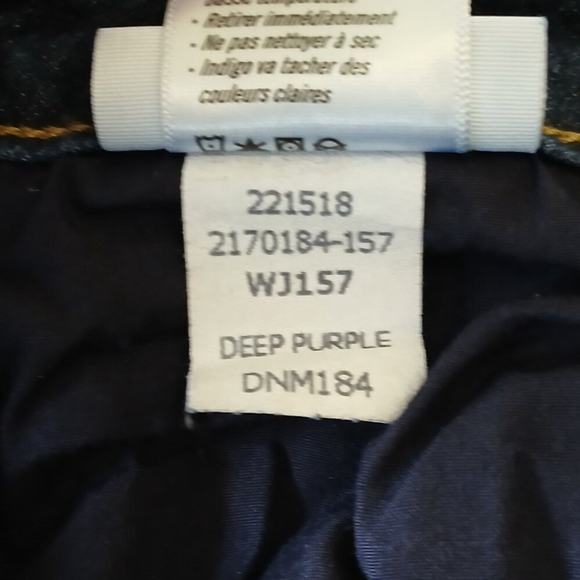 - Retirer immédiatement
- Ne pas nettoyer à sec
- Indigo va tacher des
couleurs claires
221518
2170184-157
WJ157
DEEP PURPLE
DNM184